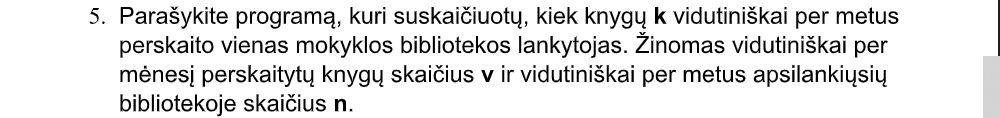 5. Parašykite programą, kuri suskaičiuotų, kiek knygų k vidutiniškai per metus
perskaito vienas mokyklos bibliotekos lankytojas. Žinomas vidutiniškai per
mėnesį perskaitytų knygų skaičius v ir vidutiniškai per metus apsilankiųsių
bibliotekoje skaičius n.